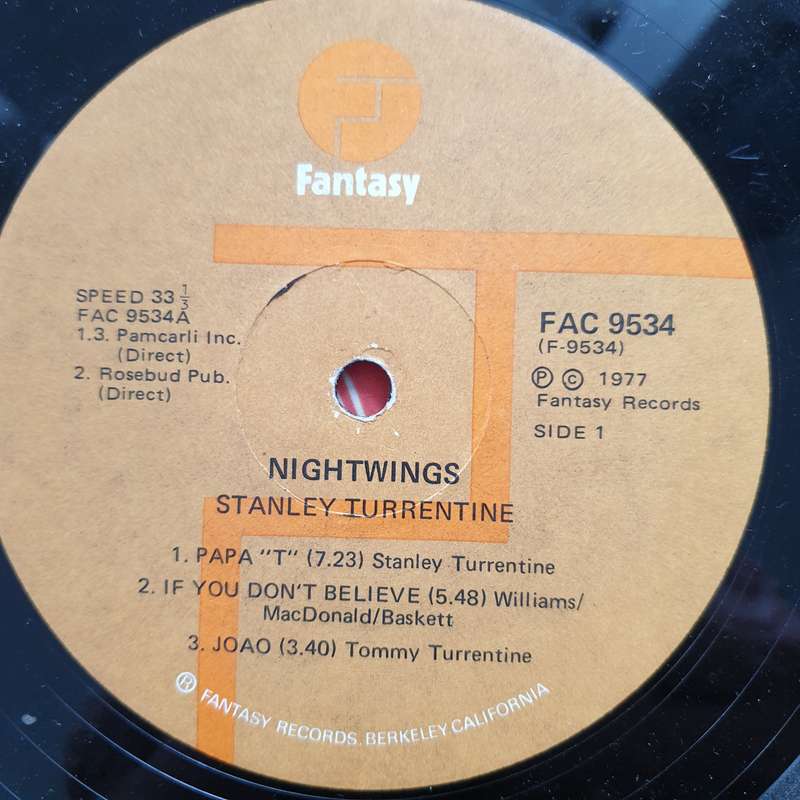 Fantasy
SPEED 33 1/3
FAC 9534A
1.3. Pamcarli Inc.
(Direct)
2. Rosebud Pub.
(Direct)
FAC 9534
(F-9534)
Ⓟ © 1977
Fantasy Records
SIDE 1
NIGHTWINGS
STANLEY TURRENTINE
1. PAPA "T" (7.23) Stanley Turrentine
2. IF YOU DON'T BELIEVE (5.48) Williams/
MacDonald/Baskett
3. JOAO (3.40) Tommy Turrentine
® FANTASY RECORDS. BERKELEY CALIFORNIA